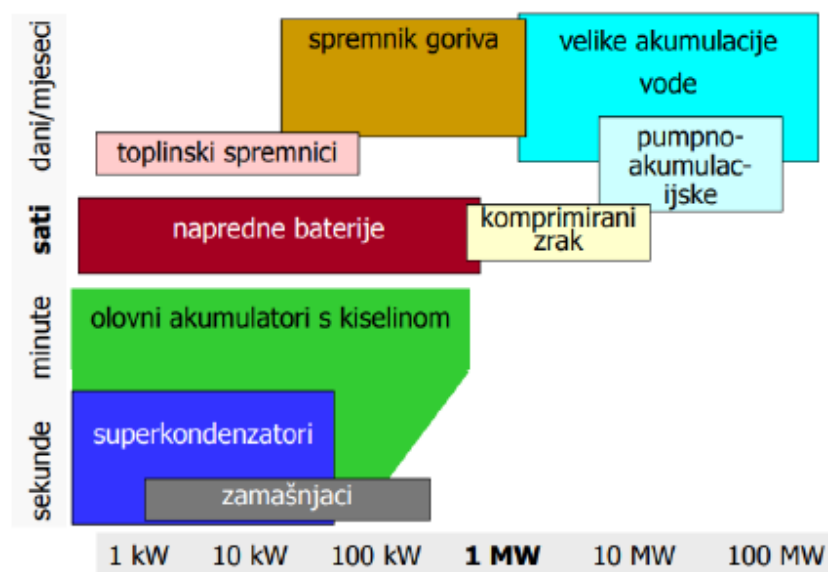 dani/mjeseci
spremnik goriva
velike akumulacije
vode
toplinski spremnici
pumpno-
akumulac-
ijske
sati
napredne baterije
komprimirani
zrak
minute
olovni akumulatori s kiselinom
sekunde
superkondenzatori
zamašnjaci
1 kW 10 kW 100 kW 1 MW 10 MW 100 MW